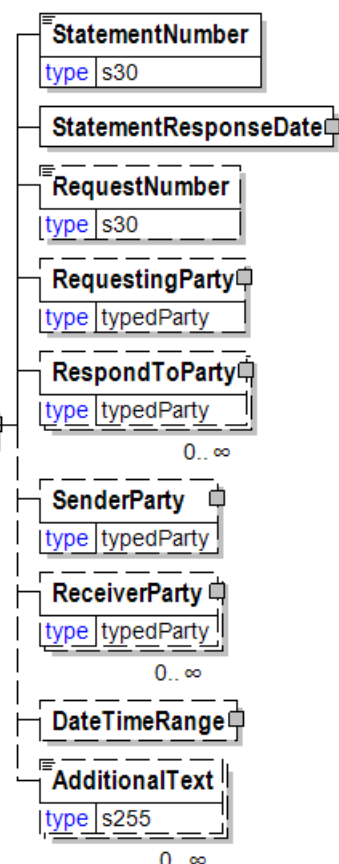 StatementNumber
type s30
StatementResponseDate
RequestNumber
type s30
RequestingParty
type typedParty
RespondToParty
type typedParty
0.. ∞
SenderParty
type typedParty
ReceiverParty
type typedParty
0.. ∞
DateTimeRange
AdditionalText
type s255
0.. ∞